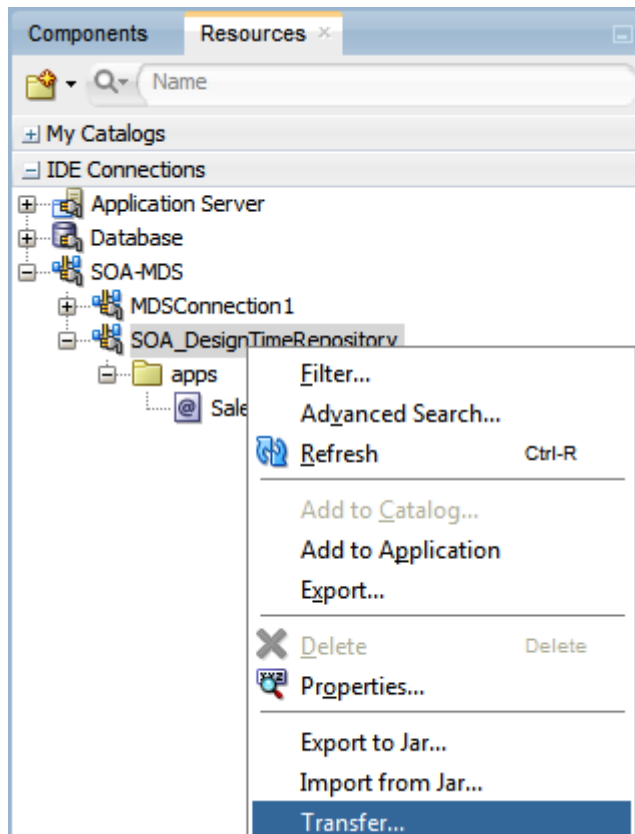 Components Resources
Name
My Catalogs
IDE Connections
Application Server
Database
SOA-MDS
MDSConnection1
SOA_DesignTimeRepository
apps
Sale
Filter...
Advanced Search...
Refresh Ctrl-R
Add to Catalog...
Add to Application
Export...
Delete Delete
Properties...
Export to Jar...
Import from Jar...
Transfer...